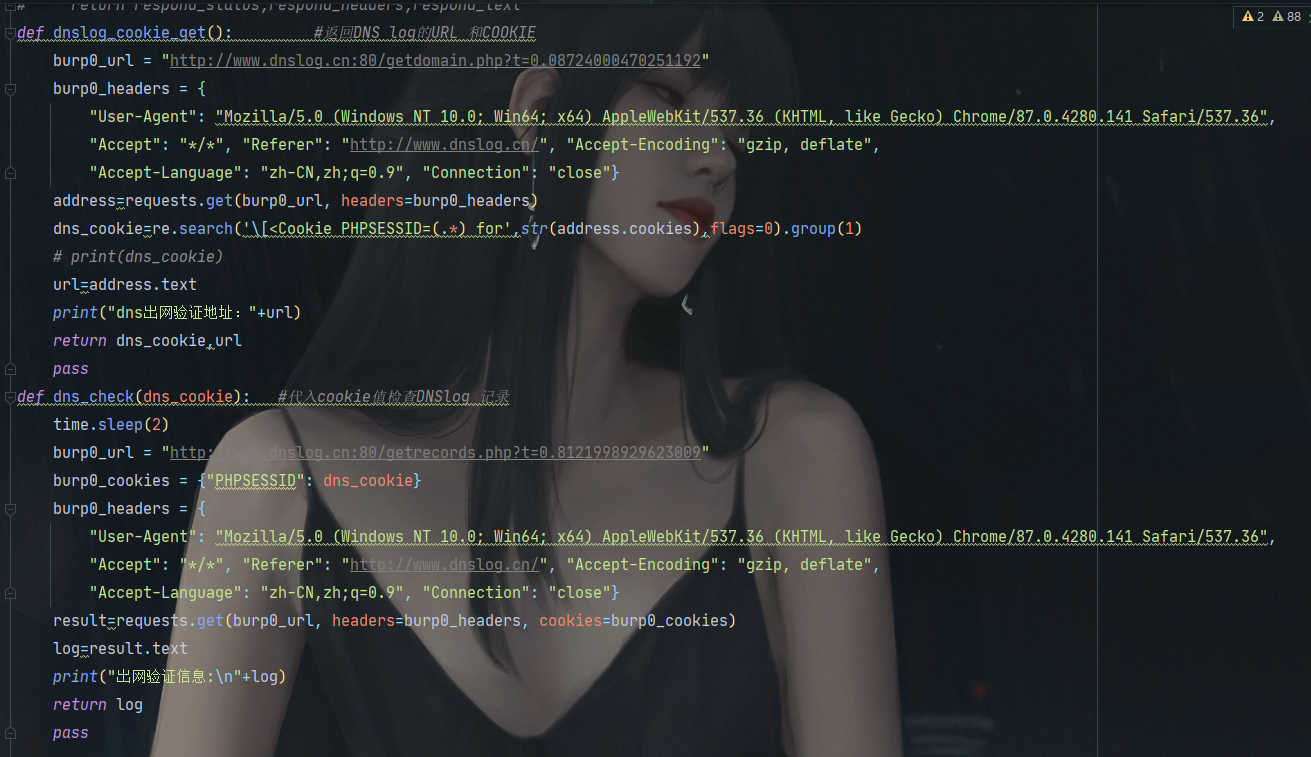 #     return respond_status,respond_headers,respond_text
def dnslog_cookie_get():         #返回DNS log的URL 和COOKIE
    burp0_url = "http://www.dnslog.cn:80/getdomain.php?t=0.08724000470251192"
    burp0_headers = {
        "User-Agent": "Mozilla/5.0 (Windows NT 10.0; Win64; x64) AppleWebKit/537.36 (KHTML, like Gecko) Chrome/87.0.4280.141 Safari/537.36",
        "Accept": "*/*", "Referer": "http://www.dnslog.cn/", "Accept-Encoding": "gzip, deflate",
        "Accept-Language": "zh-CN,zh;q=0.9", "Connection": "close"}
    address=requests.get(burp0_url, headers=burp0_headers)
    dns_cookie=re.search('\[<Cookie PHPSESSID=(.*) for',str(address.cookies),flags=0).group(1)
    # print(dns_cookie)
    url=address.text
    print("dns出网验证地址："+url)
    return dns_cookie,url
    pass
def dns_check(dns_cookie):   #代入cookie值检查DNSlog 记录
    time.sleep(2)
    burp0_url = "http://www.dnslog.cn:80/getrecords.php?t=0.8121998929623009"
    burp0_cookies = {"PHPSESSID": dns_cookie}
    burp0_headers = {
        "User-Agent": "Mozilla/5.0 (Windows NT 10.0; Win64; x64) AppleWebKit/537.36 (KHTML, like Gecko) Chrome/87.0.4280.141 Safari/537.36",
        "Accept": "*/*", "Referer": "http://www.dnslog.cn/", "Accept-Encoding": "gzip, deflate",
        "Accept-Language": "zh-CN,zh;q=0.9", "Connection": "close"}
    result=requests.get(burp0_url, headers=burp0_headers, cookies=burp0_cookies)
    log=result.text
    print("出网验证信息:\n"+log)
    return log
    pass
2 88